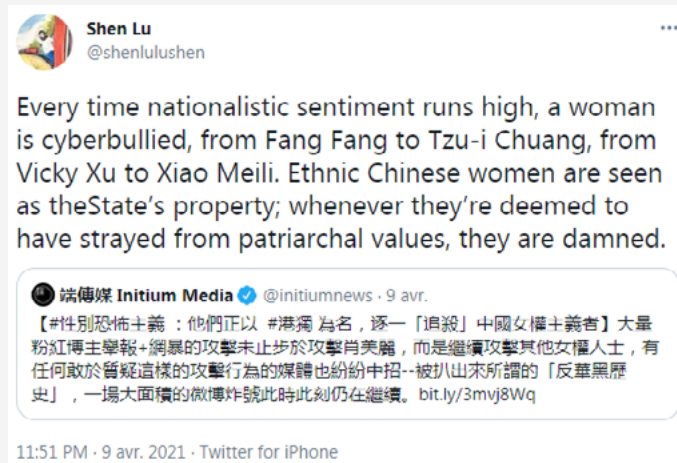 Shen Lu
@shenlulushen
Every time nationalistic sentiment runs high, a woman
is cyberbullied, from Fang Fang to Tzu-i Chuang, from
Vicky Xu to Xiao Meili. Ethnic Chinese women are seen
as theState’s property; whenever they’re deemed to
have strayed from patriarchal values, they are damned.
端傳媒 Initium Media @initiumnews · 9 avr.
【#性別恐怖主義 ：他們正以 #港獨 為名，逐一「追殺」中國女權主義者】大量
粉紅博主舉報+網暴的攻擊未止步於攻擊肖美麗，而是繼續攻擊其他女權人士，有
任何敢於質疑這樣的攻擊行為的媒體也紛紛中招--被扒出來所謂的「反華黑歷
史」，一場大面積的微博炸號此時此刻仍在繼續。bit.ly/3mvj8Wq
11:51 PM · 9 avr. 2021 · Twitter for iPhone